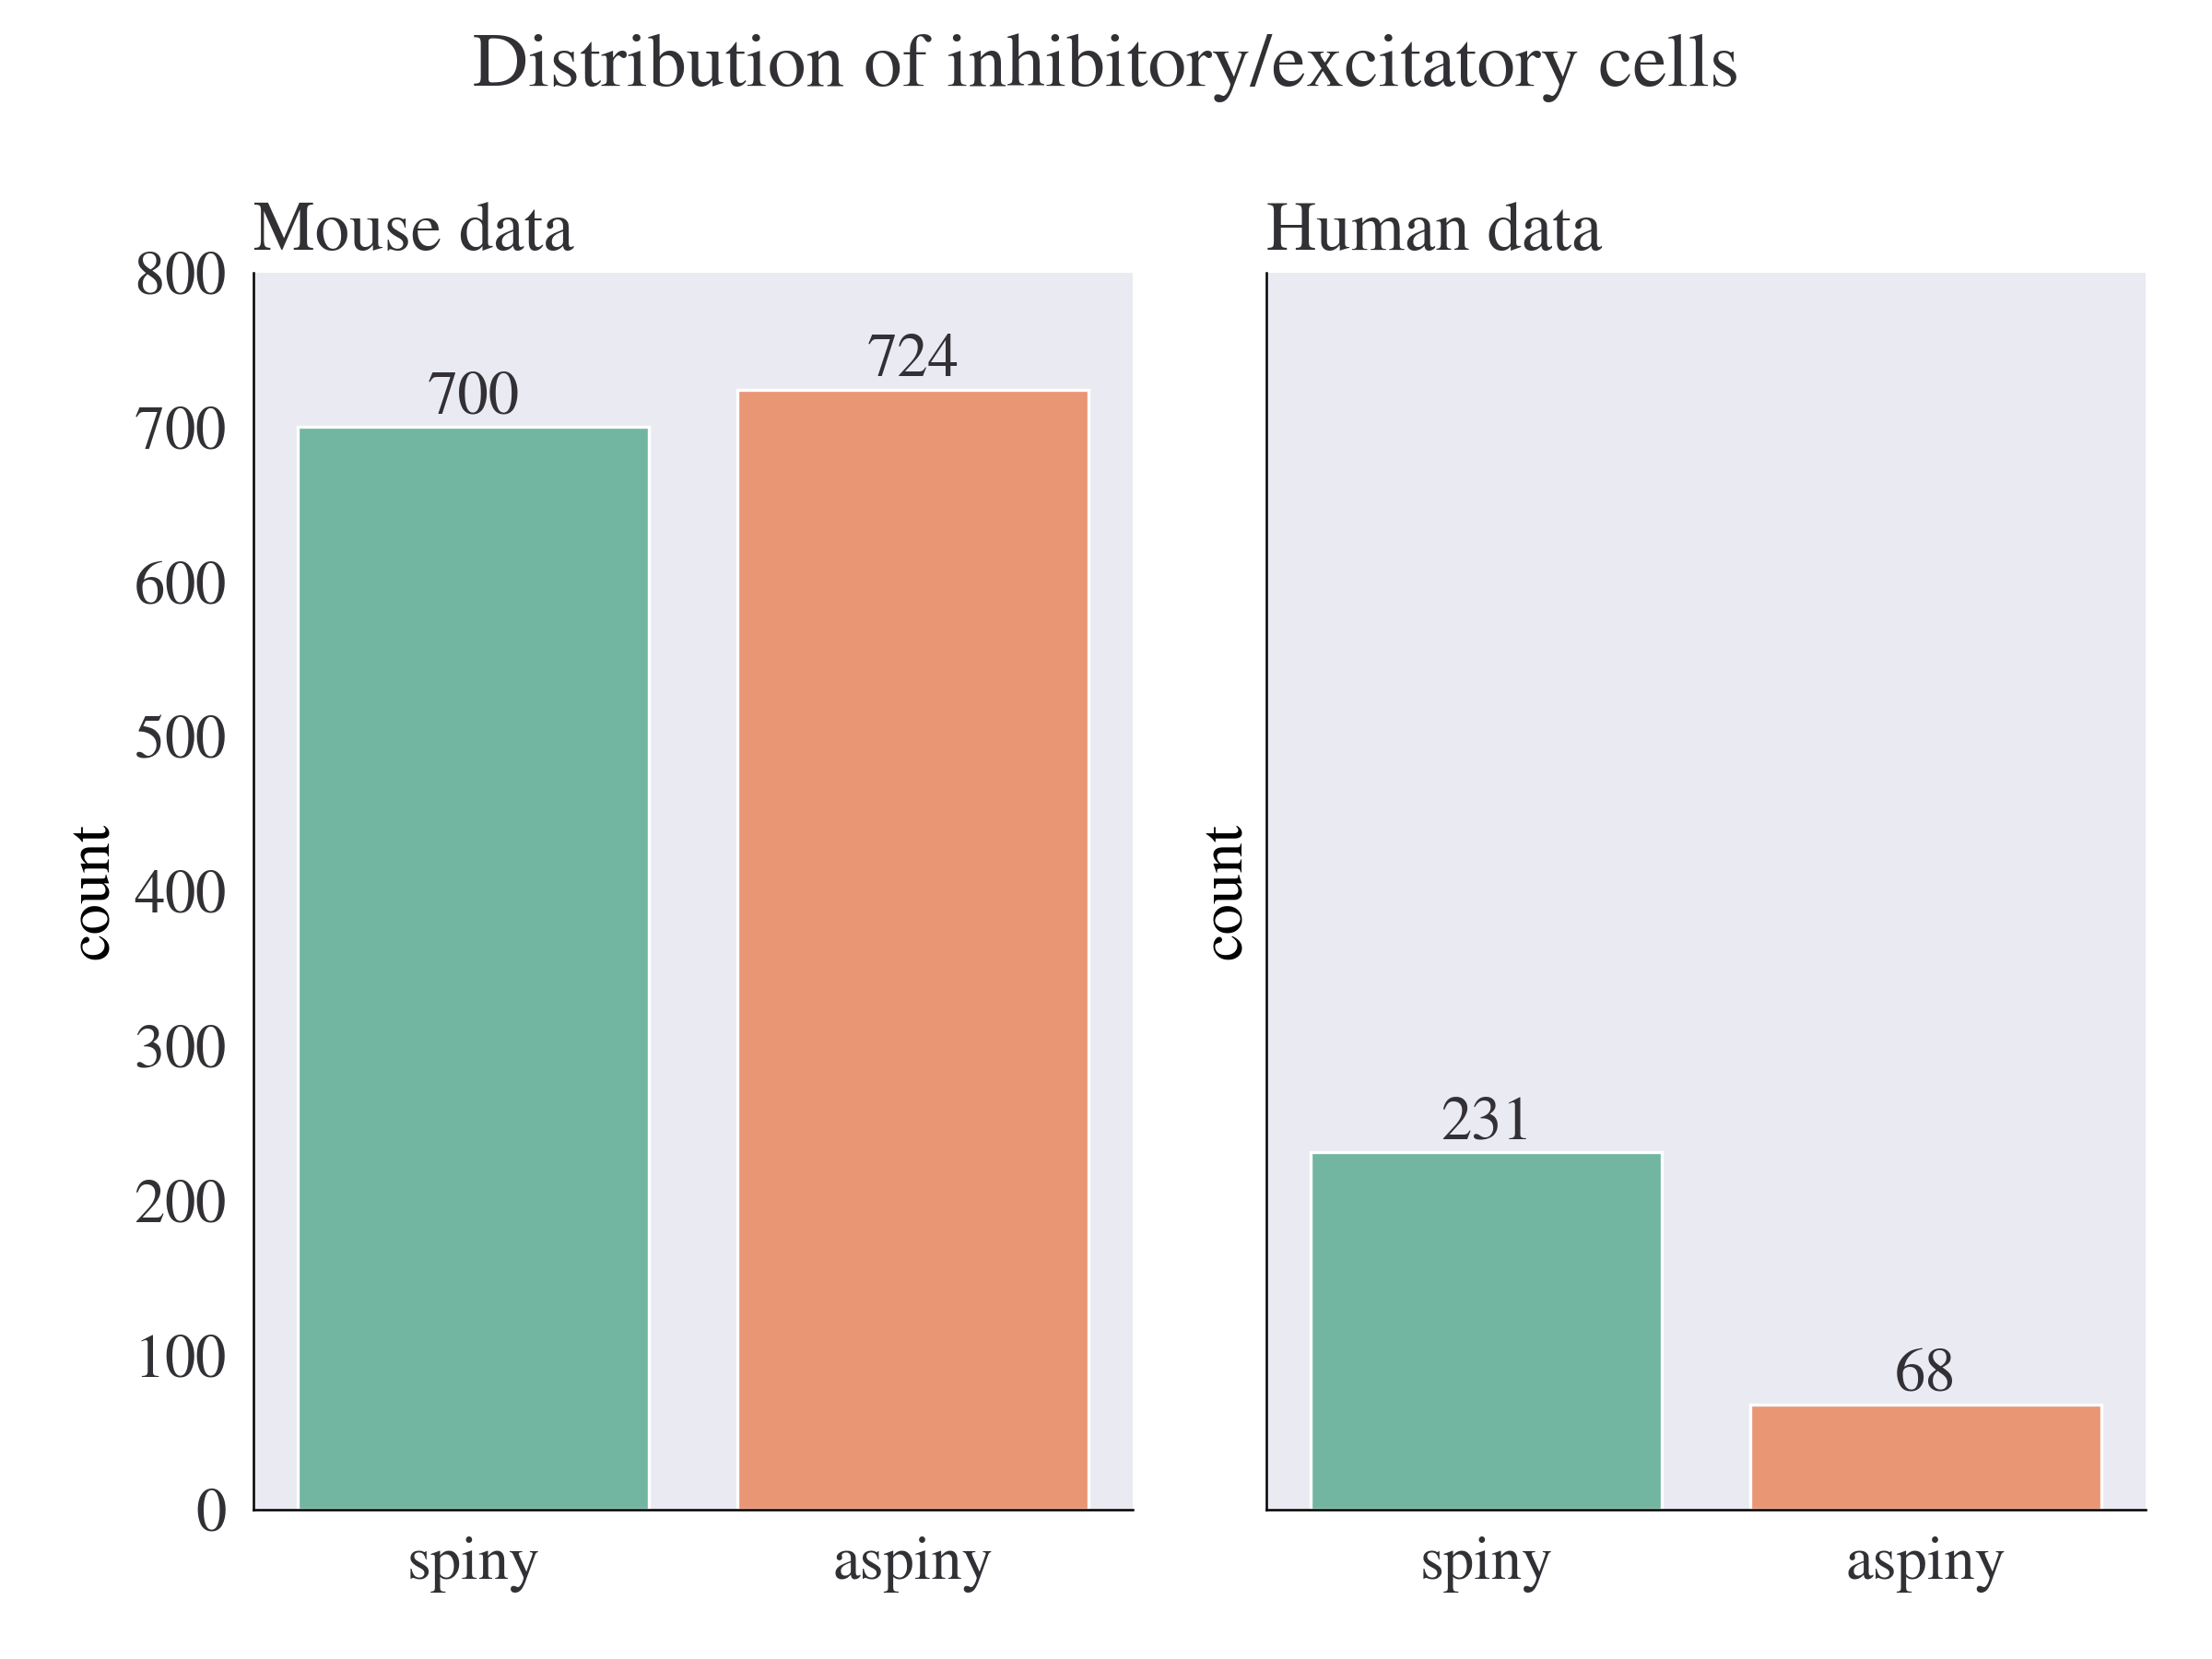 Distribution of inhibitory/excitatory cells
Mouse data
800
700
600
500
400
300
200
100
0
count
700
724
spiny
aspiny
Human data
count
231
68
spiny
aspiny